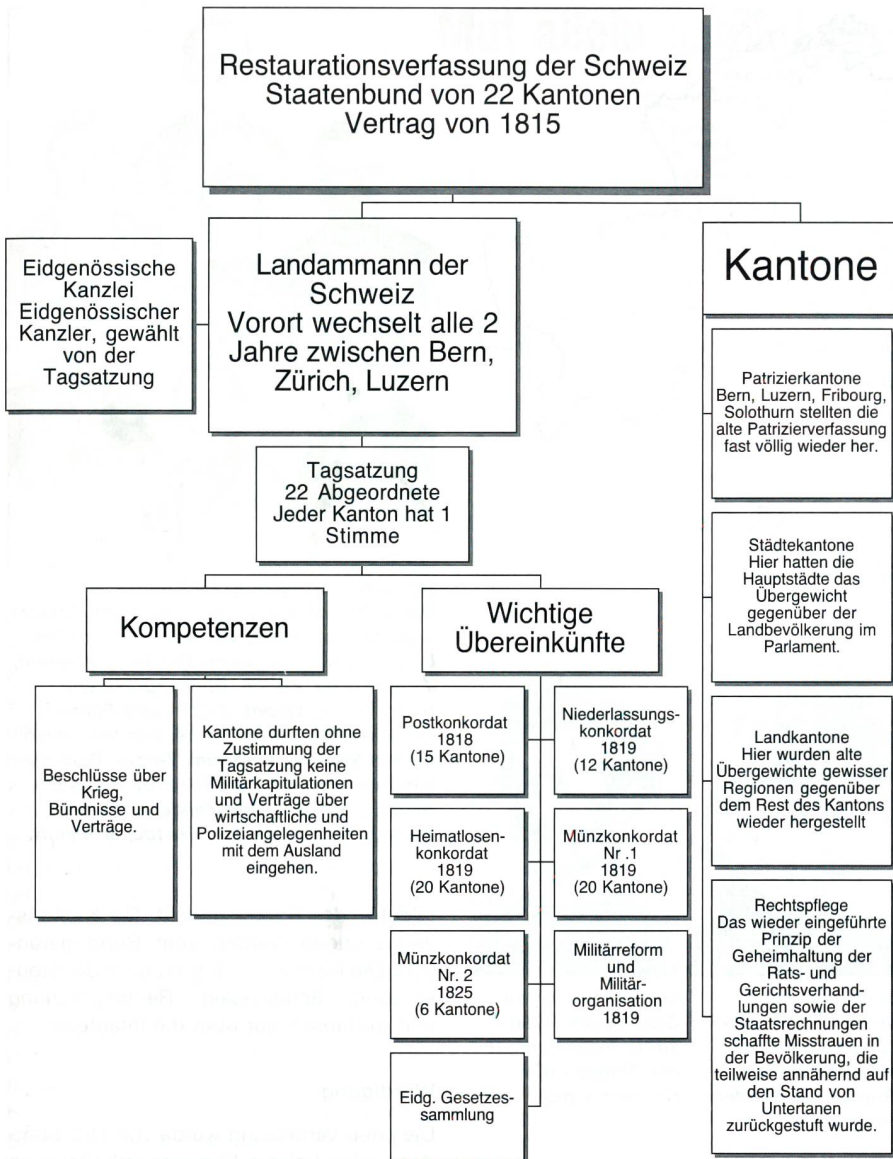 Restaurationsverfassung der Schweiz
Staatenbund von 22 Kantonen
Vertrag von 1815
Eidgenössische
Kanzlei
Eidgenössischer
Kanzler, gewählt
von der
Tagsatzung
Landammann der
Schweiz
Vorort wechselt alle 2
Jahre zwischen Bern,
Zürich, Luzern
Tagsatzung
22 Abgeordnete
Jeder Kanton hat 1
Stimme
Kompetenzen
Beschlüsse über
Krieg,
Bündnisse und
Verträge.
Kantone durften ohne
Zustimmung der
Tagsatzung keine
Militärkapitulationen
und Verträge über
wirtschaftliche und
Polizeiangelegenheiten
mit dem Ausland
eingehen.
Wichtige
Übereinkünfte
Postkonkordat
1818
(15 Kantone)
Niederlassungs-
konkordat
1819
(12 Kantone)
Heimatlosen-
konkordat
1819
(20 Kantone)
Münzkonkordat
Nr .1
1819
(20 Kantone)
Münzkonkordat
Nr. 2
1825
(6 Kantone)
Militärreform
und
Militär-
organisation
1819
Eidg. Gesetzes-
sammlung
Kantone
Patrizierkantone
Bern, Luzern, Fribourg,
Solothurn stellten die
alte Patrizierverfassung
fast völlig wieder her.
Städtekantone
Hier hatten die
Hauptstädte das
Übergewicht
gegenüber der
Landbevölkerung im
Parlament.
Landkantone
Hier wurden alte
Übergewichte gewisser
Regionen gegenüber
dem Rest des Kantons
wieder hergestellt
Rechtspflege
Das wieder eingeführte
Prinzip der
Geheimhaltung der
Rats- und
Gerichtsverhand-
lungen sowie der
Staatsrechnungen
schaffte Misstrauen in
der Bevölkerung, die
teilweise annähernd auf
den Stand von
Untertanen
zurückgestuft wurde.